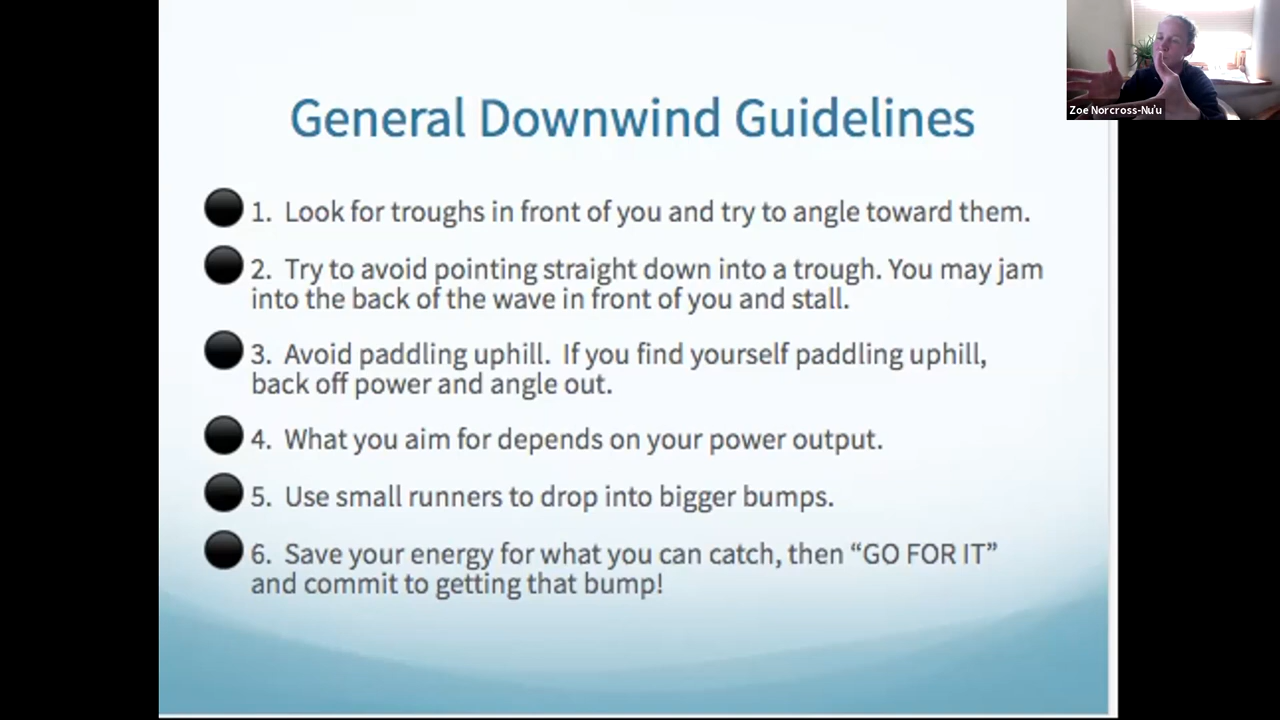 General Downwind Guidelines
Zoe Norcross-Nu'u
1. Look for troughs in front of you and try to angle toward them.
2. Try to avoid pointing straight down into a trough. You may jam
into the back of the wave in front of you and stall.
3. Avoid paddling uphill. If you find yourself paddling uphill,
back off power and angle out.
4. What you aim for depends on your power output.
5. Use small runners to drop into bigger bumps.
6. Save your energy for what you can catch, then “GO FOR IT”
and commit to getting that bump!